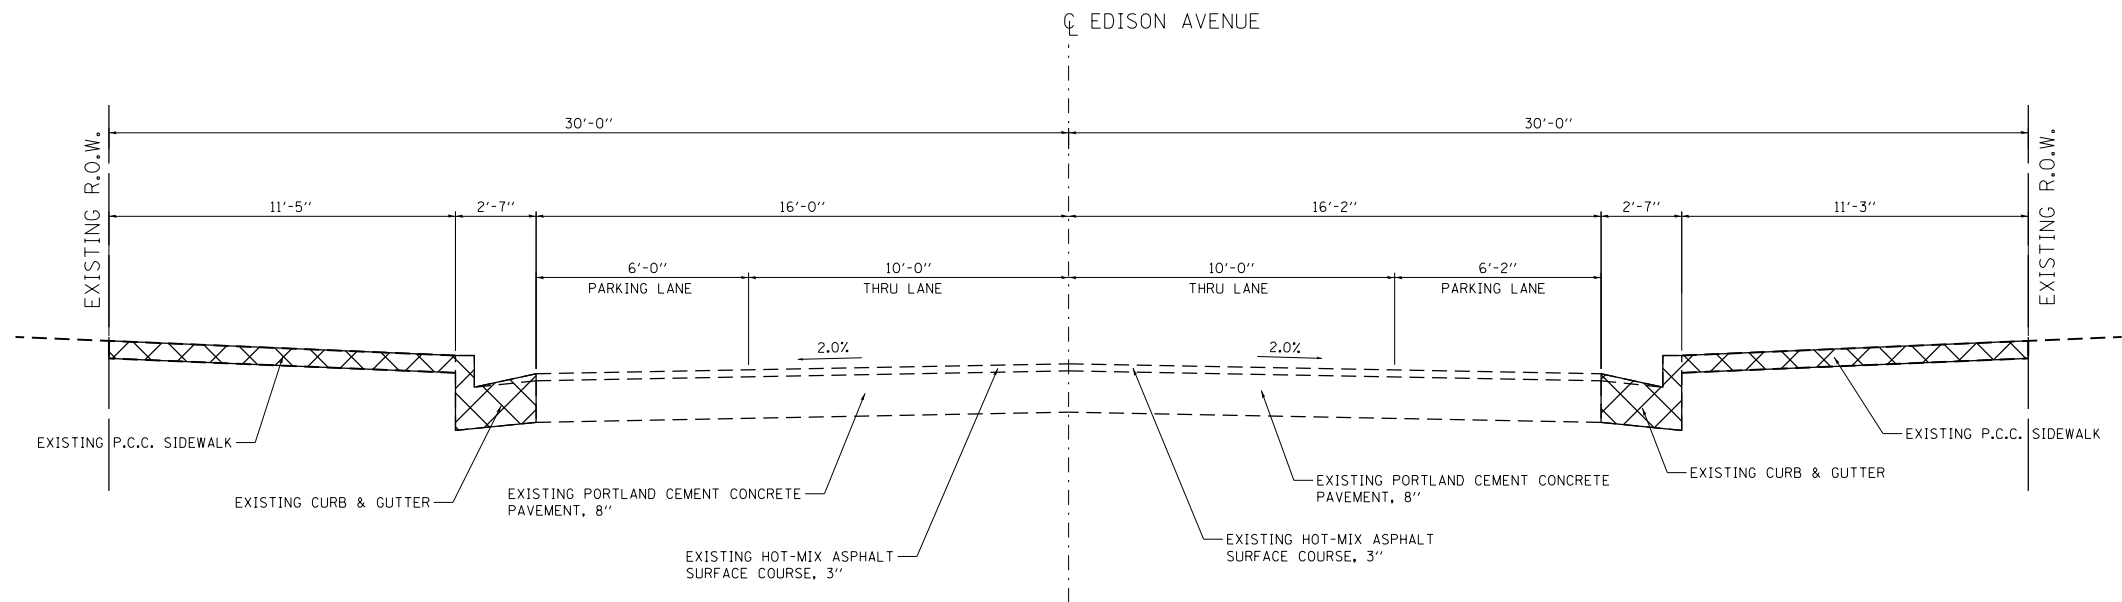 ℄ EDISON AVENUE
30'-0"
30'-0"
EXISTING R.O.W.
EXISTING R.O.W.
11'-5"
2'-7"
16'-0"
16'-2"
2'-7"
11'-3"
6'-0"
10'-0"
10'-0"
6'-2"
PARKING LANE
THRU LANE
THRU LANE
PARKING LANE
2.0%
2.0%
EXISTING P.C.C. SIDEWALK
EXISTING P.C.C. SIDEWALK
EXISTING CURB & GUTTER
EXISTING PORTLAND CEMENT CONCRETE
PAVEMENT, 8"
EXISTING PORTLAND CEMENT CONCRETE
PAVEMENT, 8"
EXISTING CURB & GUTTER
EXISTING HOT-MIX ASPHALT
SURFACE COURSE, 3"
EXISTING HOT-MIX ASPHALT
SURFACE COURSE, 3"